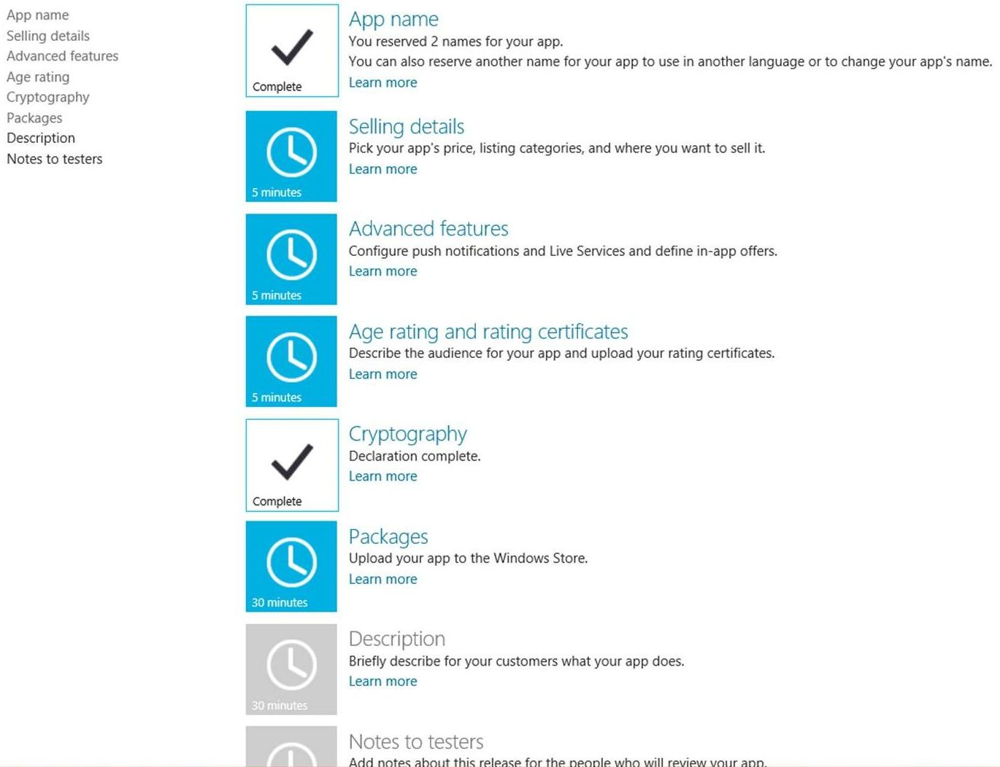 App name
Selling details
Advanced features
Age rating
Cryptography
Packages
Description
Notes to testers
Complete
App name
You reserved 2 names for your app.
You can also reserve another name for your app to use in another language or to change your app's name.
Learn more
5 minutes
Selling details
Pick your app's price, listing categories, and where you want to sell it.
Learn more
5 minutes
Advanced features
Configure push notifications and Live Services and define in-app offers.
Learn more
5 minutes
Age rating and rating certificates
Describe the audience for your app and upload your rating certificates.
Learn more
Complete
Cryptography
Declaration complete.
Learn more
30 minutes
Packages
Upload your app to the Windows Store.
Learn more
30 minutes
Description
Briefly describe for your customers what your app does.
Learn more
Notes to testers
Add notes about this release for the people who will review your app.